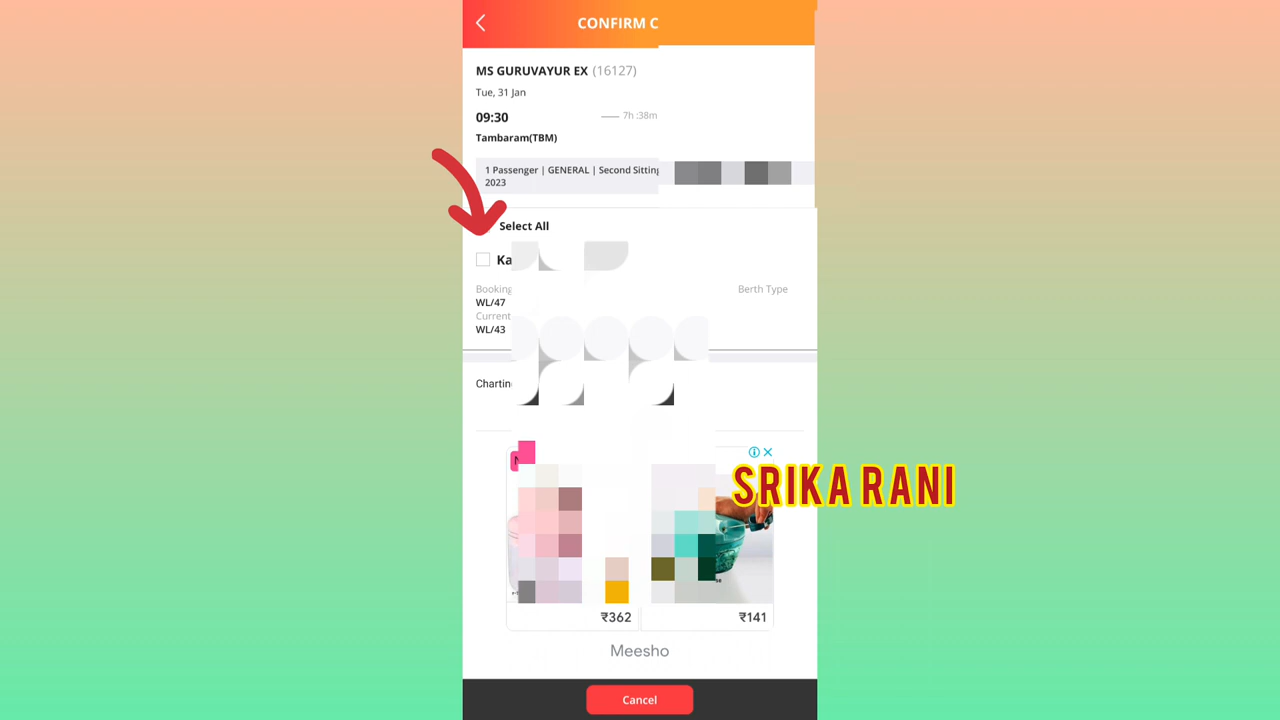 CONFIRM C
MS GURUVAYUR EX (16127)
Tue, 31 Jan
09:30
7h :38m
Tambaram(TBM)
1 Passenger | GENERAL | Second Sitting
2023
Select All
Ka
Booking
Berth Type
WL/47
Current
WL/43
Charting
SRIKA RANI
₹362
₹141
Meesho
Cancel